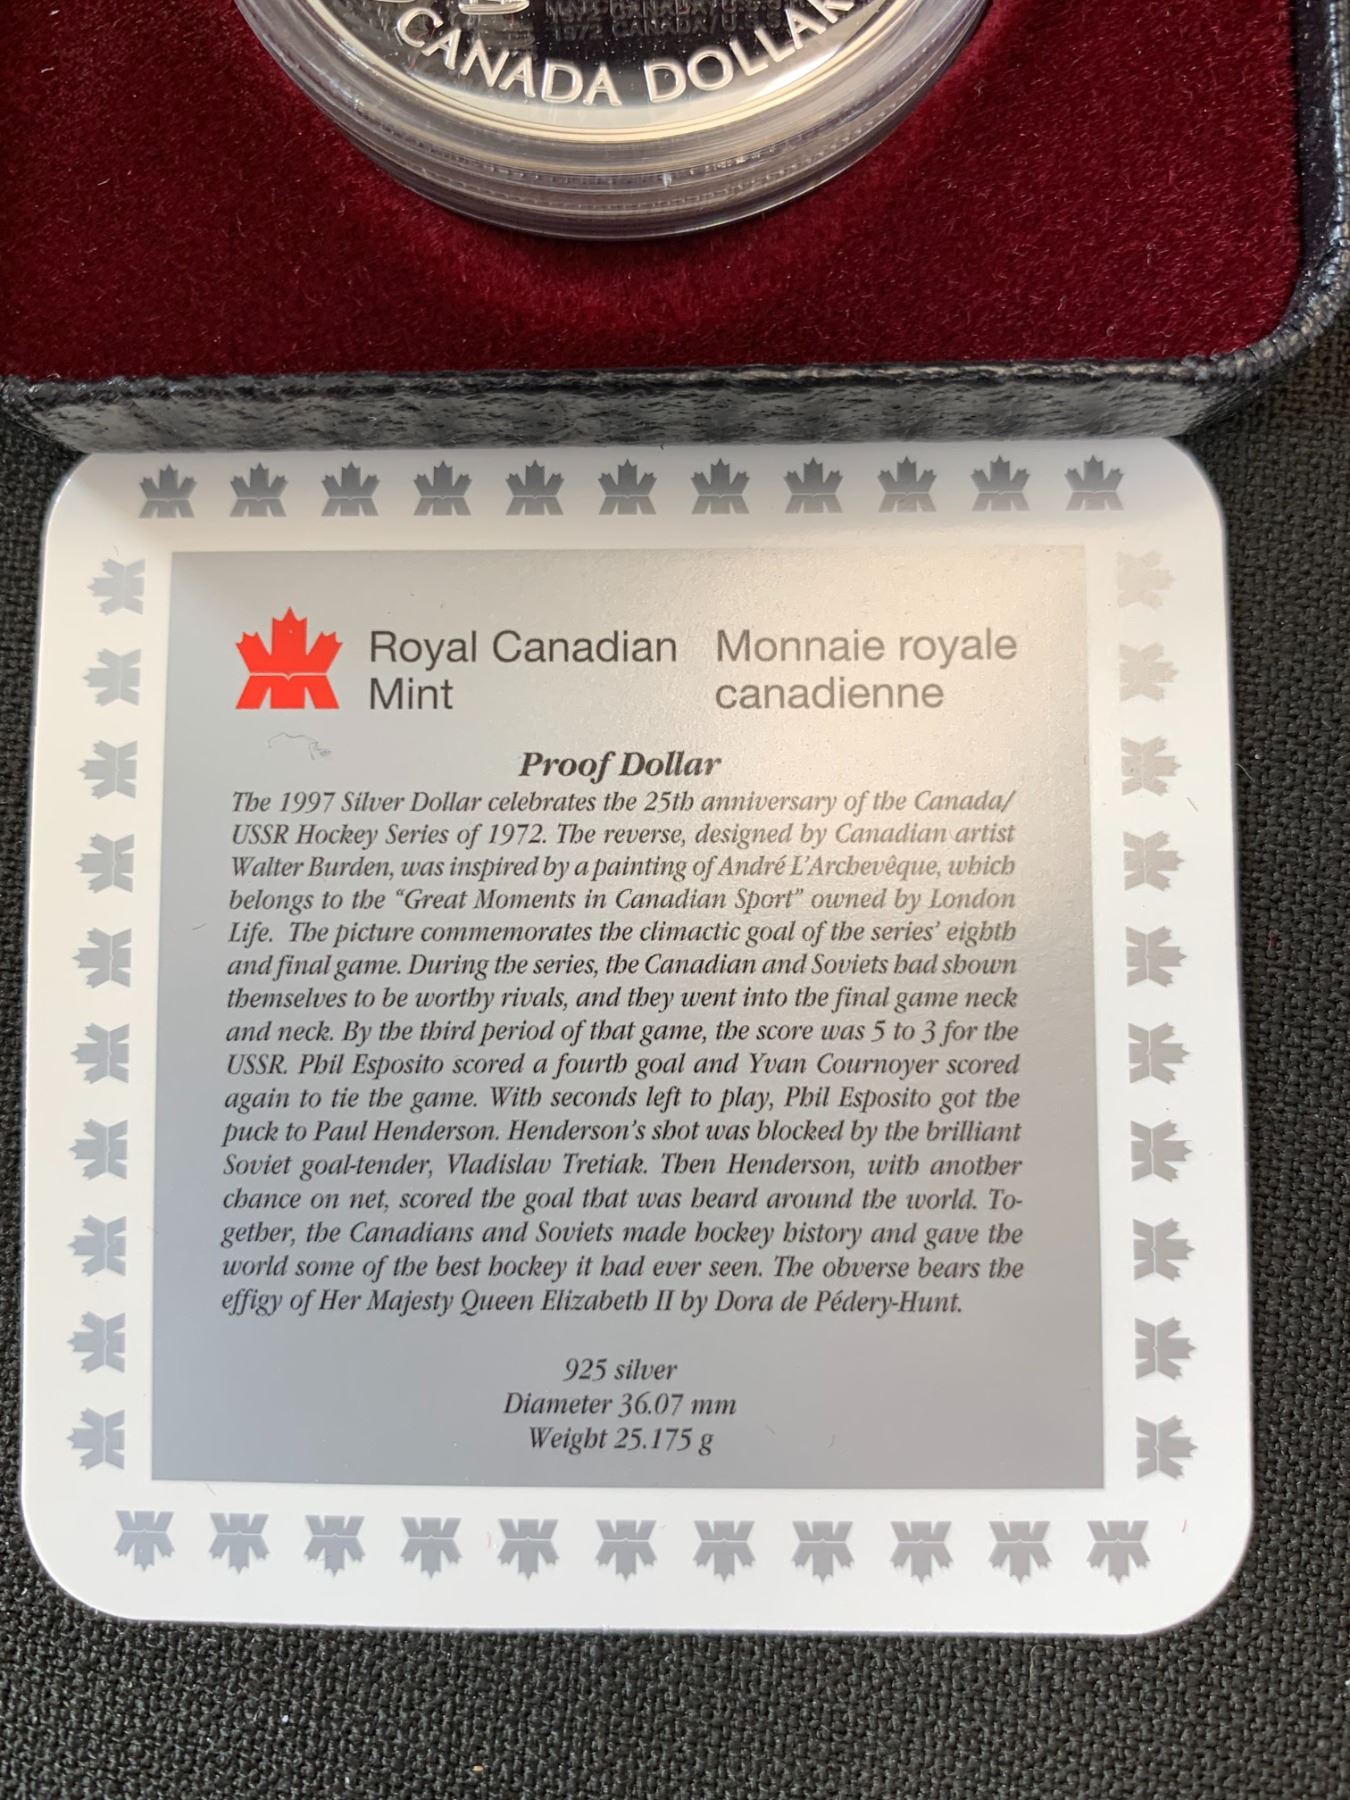 1972 CANADA/U
CANADA DOLLAR
Royal Canadian Mint
Monnaie royale canadienne
Proof Dollar
The 1997 Silver Dollar celebrates the 25th anniversary of the Canada/
USSR Hockey Series of 1972. The reverse, designed by Canadian artist
Walter Burden, was inspired by a painting of André L'Archevêque, which
belongs to the “Great Moments in Canadian Sport” owned by London
Life. The picture commemorates the climactic goal of the series' eighth
and final game. During the series, the Canadian and Soviets had shown
themselves to be worthy rivals, and they went into the final game neck
and neck. By the third period of that game, the score was 5 to 3 for the
USSR. Phil Esposito scored a fourth goal and Yvan Cournoyer scored
again to tie the game. With seconds left to play, Phil Esposito got the
puck to Paul Henderson. Henderson's shot was blocked by the brilliant
Soviet goal-tender, Vladislav Tretiak. Then Henderson, with another
chance on net, scored the goal that was heard around the world. To-
gether, the Canadians and Soviets made hockey history and gave the
world some of the best hockey it had ever seen. The obverse bears the
effigy of Her Majesty Queen Elizabeth II by Dora de Pédery-Hunt.
925 silver
Diameter 36.07 mm
Weight 25.175 g